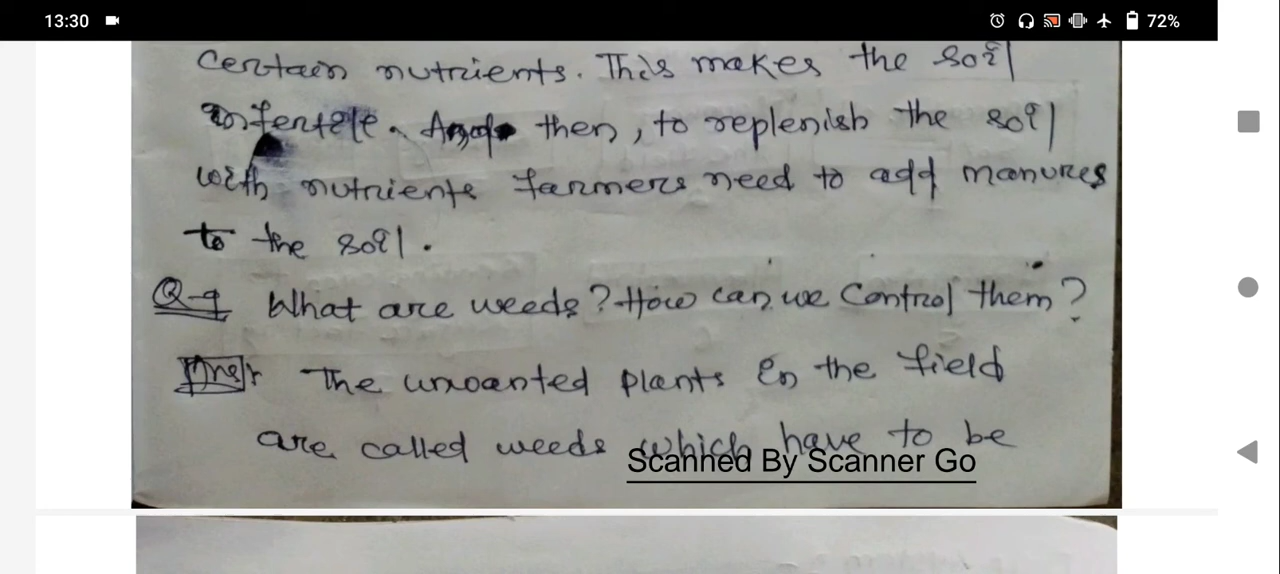 13:30 72%
certain nutrients. This makes the soil
infertile. And then, to replenish the soil
with nutrients farmers need to add manures
to the soil.
Q-9 What are weeds? How can we control them?
Ans:- The unwanted plants in the field
are called weeds which have to be
Scanned By Scanner Go